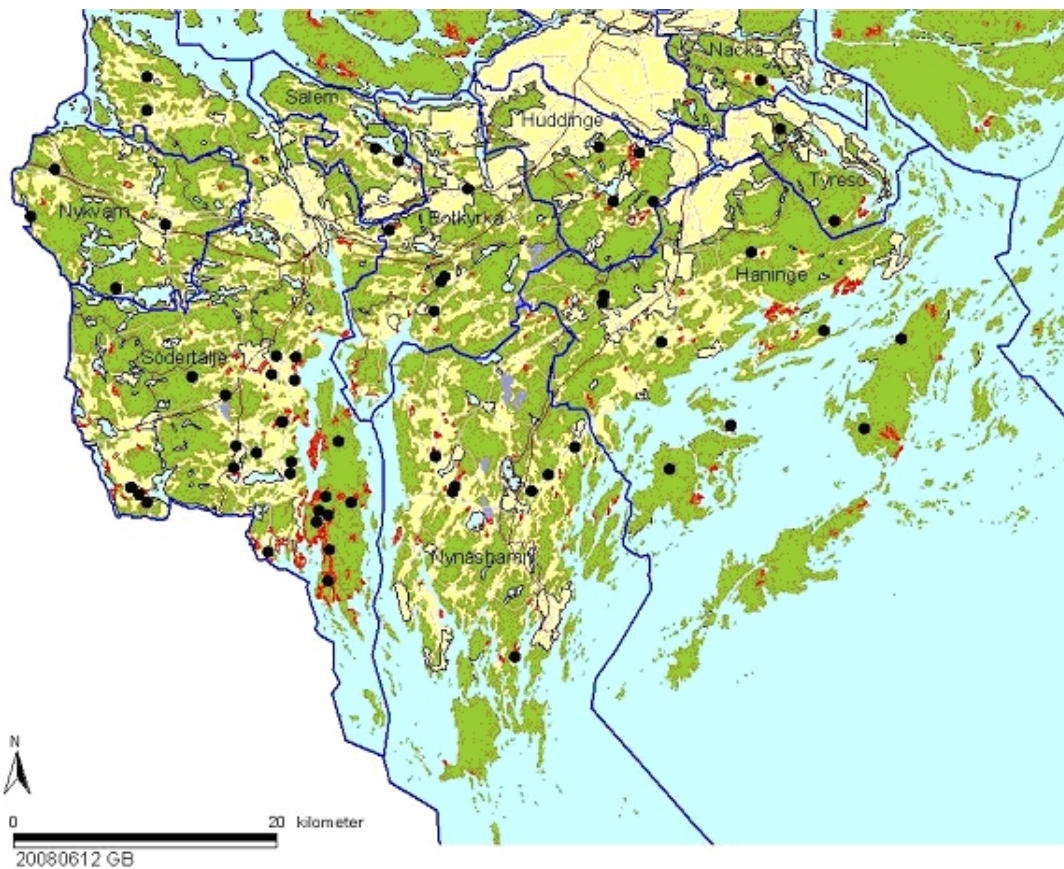 Nacka
Salem
Huddinge
Tyresö
Nykvarn
Botkyrka
Haninge
Södertälje
Nynäshamn
N
0 20 kilometer
20080612 GB